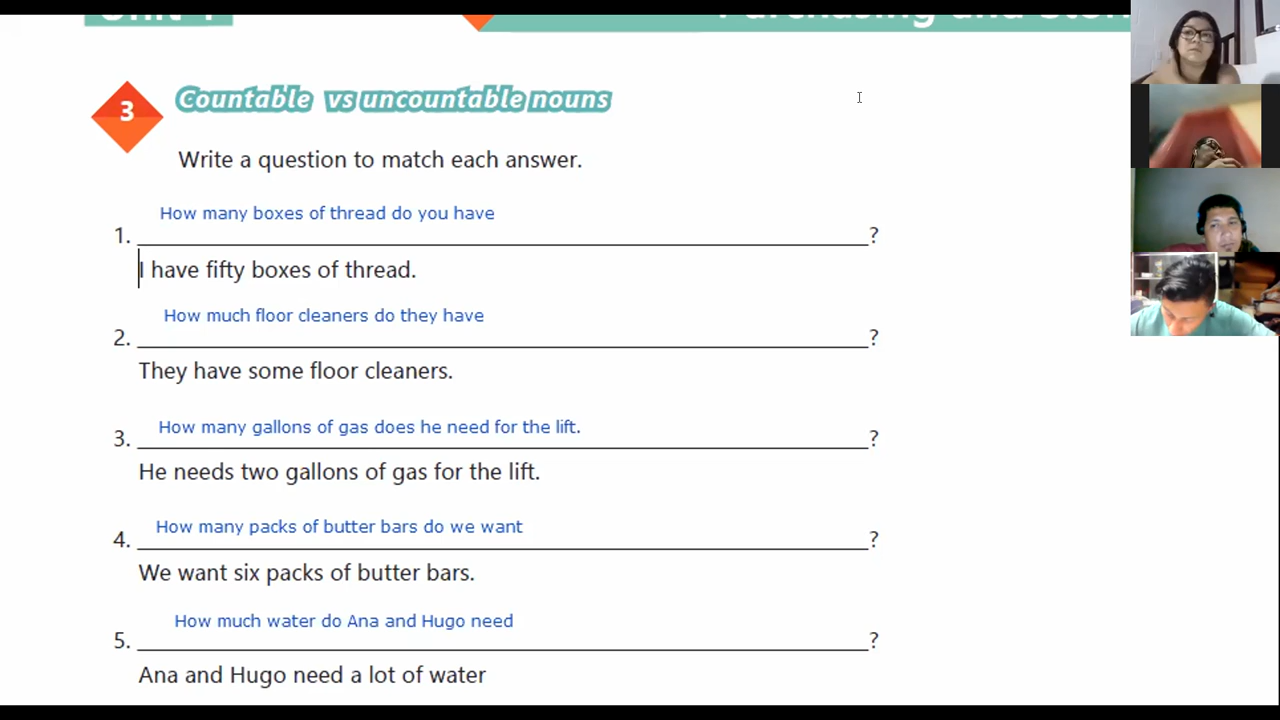 3
Countable vs uncountable nouns
Write a question to match each answer.
How many boxes of thread do you have
1. ?
I have fifty boxes of thread.
How much floor cleaners do they have
2. ?
They have some floor cleaners.
How many gallons of gas does he need for the lift.
3. ?
He needs two gallons of gas for the lift.
How many packs of butter bars do we want
4. ?
We want six packs of butter bars.
How much water do Ana and Hugo need
5. ?
Ana and Hugo need a lot of water